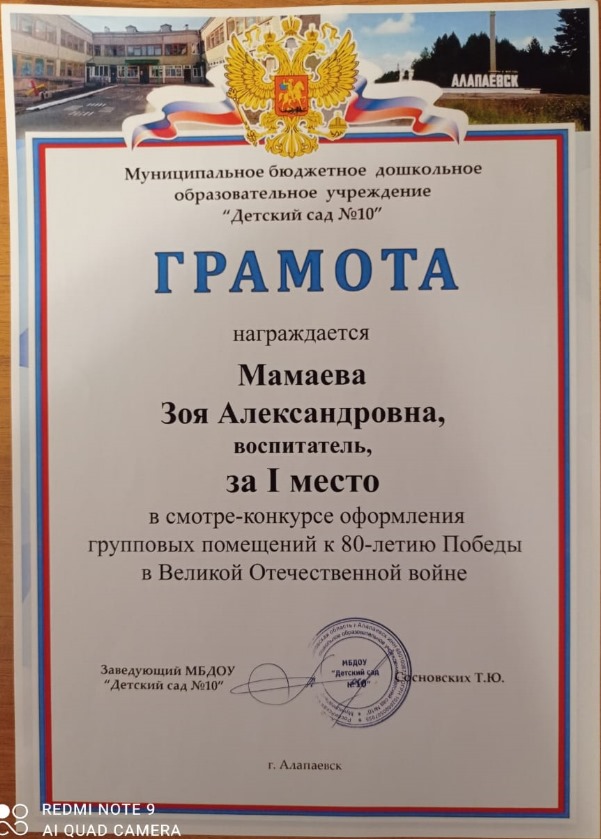 АЛАПАЕВСК
Муниципальное бюджетное дошкольное
образовательное учреждение
“Детский сад №10”
ГРАМОТА
награждается
Мамаева
Зоя Александровна,
воспитатель,
за I место
в смотре-конкурсе оформления
групповых помещений к 80-летию Победы
в Великой Отечественной войне
Заведующий МБДОУ
“Детский сад №10”
МБДОУ
"Детский сад
№10"
Сосновских Т.Ю.
г. Алапаевск
REDMI NOTE 9
AI QUAD CAMERA